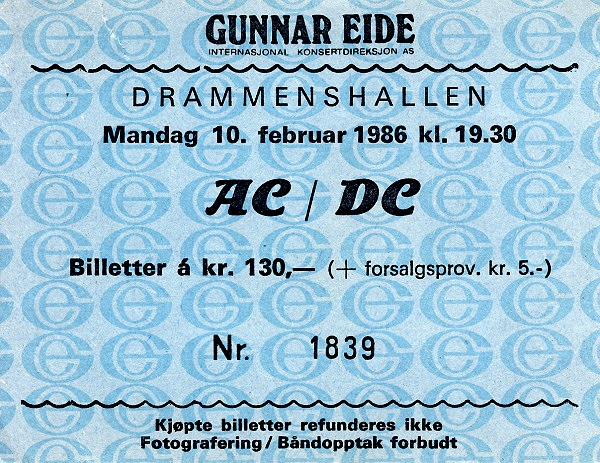 GUNNAR EIDE
INTERNASJONAL KONSERTDIREKSJON AS
DRAMMENSHALLEN
Mandag 10. februar 1986 kl. 19.30
AC / DC
Billetter á kr. 130,— (+ forsalgsprov. kr. 5.-)
Nr. 1839
Kjøpte billetter refunderes ikke
Fotografering / Båndopptak forbudt